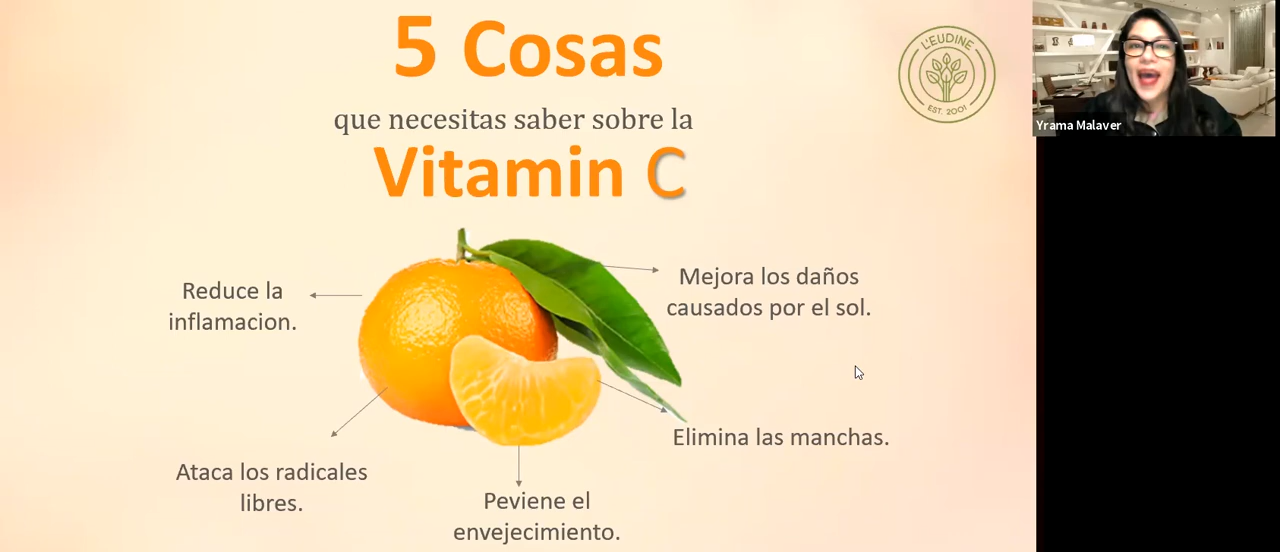 5 Cosas
que necesitas saber sobre la
Vitamin C
L'EUDINE
EST. 2001
Yrama Malaver
Reduce la
inflamacion.
Mejora los daños
causados por el sol.
Elimina las manchas.
Ataca los radicales
libres.
Peviene el
envejecimiento.